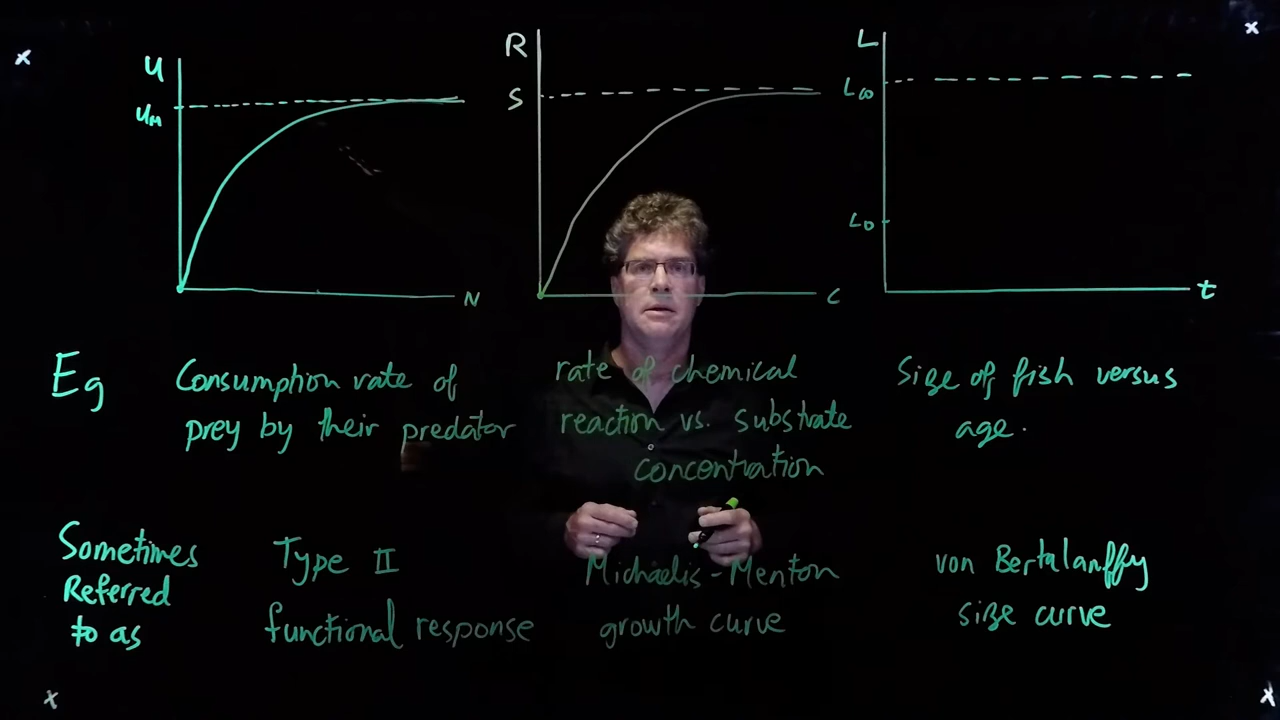 U
U_M
N
R
S
C
L
L∞
L0
t
Eg
Consumption rate of
prey by their predator
rate of chemical
reaction vs. substrate
concentration
Size of fish versus
age.
Sometimes
Referred
to as
Type II
functional response
Michaelis-Menton
growth curve
von Bertalanffy
size curve